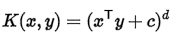 K(x, y) = (xᵀy + c)ᵈ